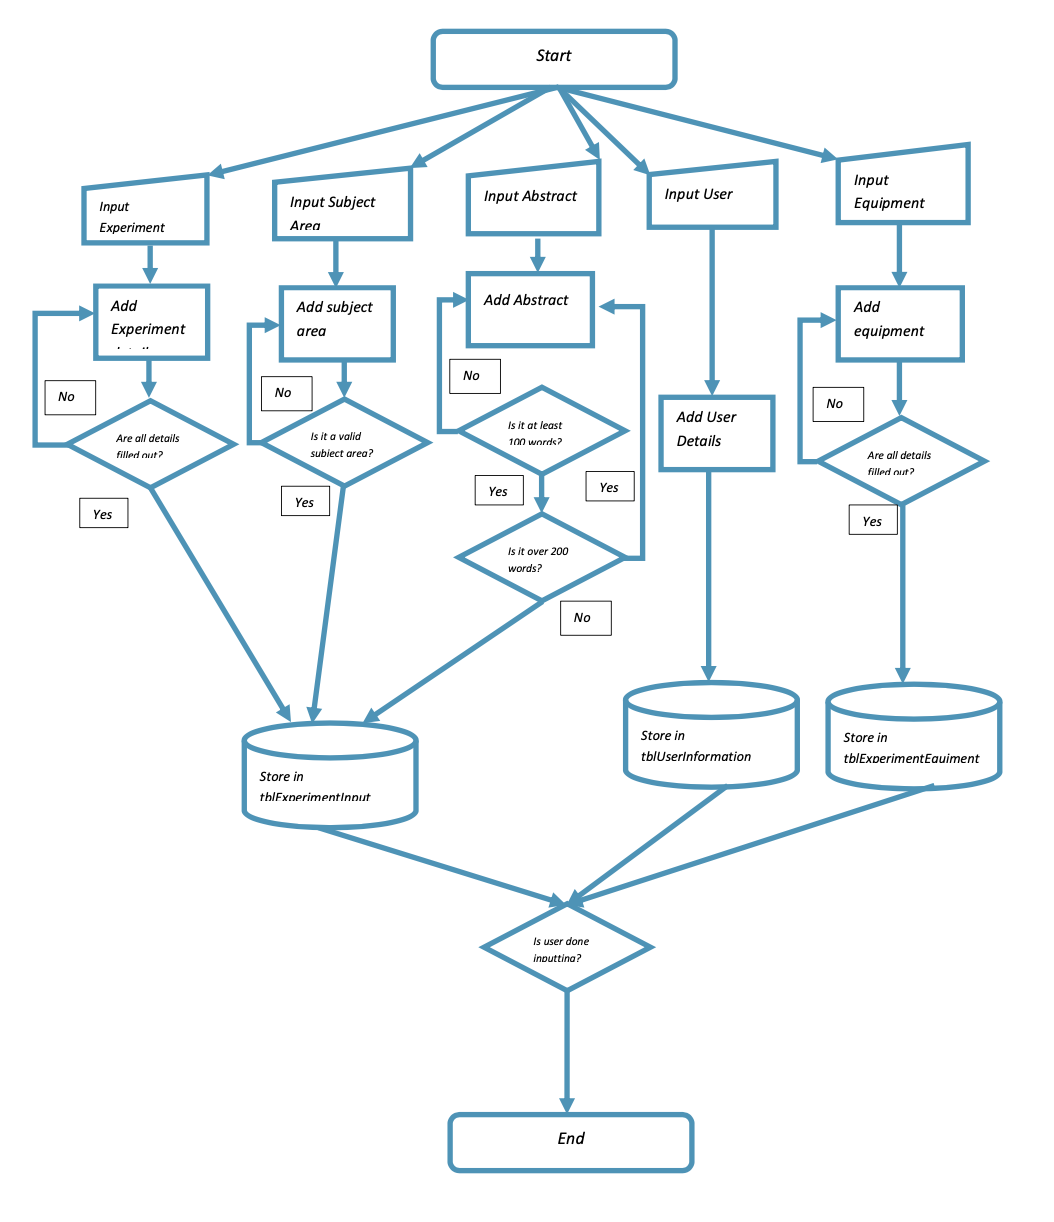 Start
Input
Experiment
Input Subject
Area
Input Abstract
Input User
Input
Equipment
Add
Experiment
details
Add subject
area
Add Abstract
Add
equipment
No
No
No
No
Add User
Details
Are all details
filled out?
Is it a valid
subject area?
Is it at least
100 words?
Are all details
filled out?
Yes
Yes
Yes
Yes
Yes
Is it over 200
words?
No
Store in
tblExperimentInput
Store in
tblUserInformation
Store in
tblExperimentEquiment
Is user done
inputting?
End